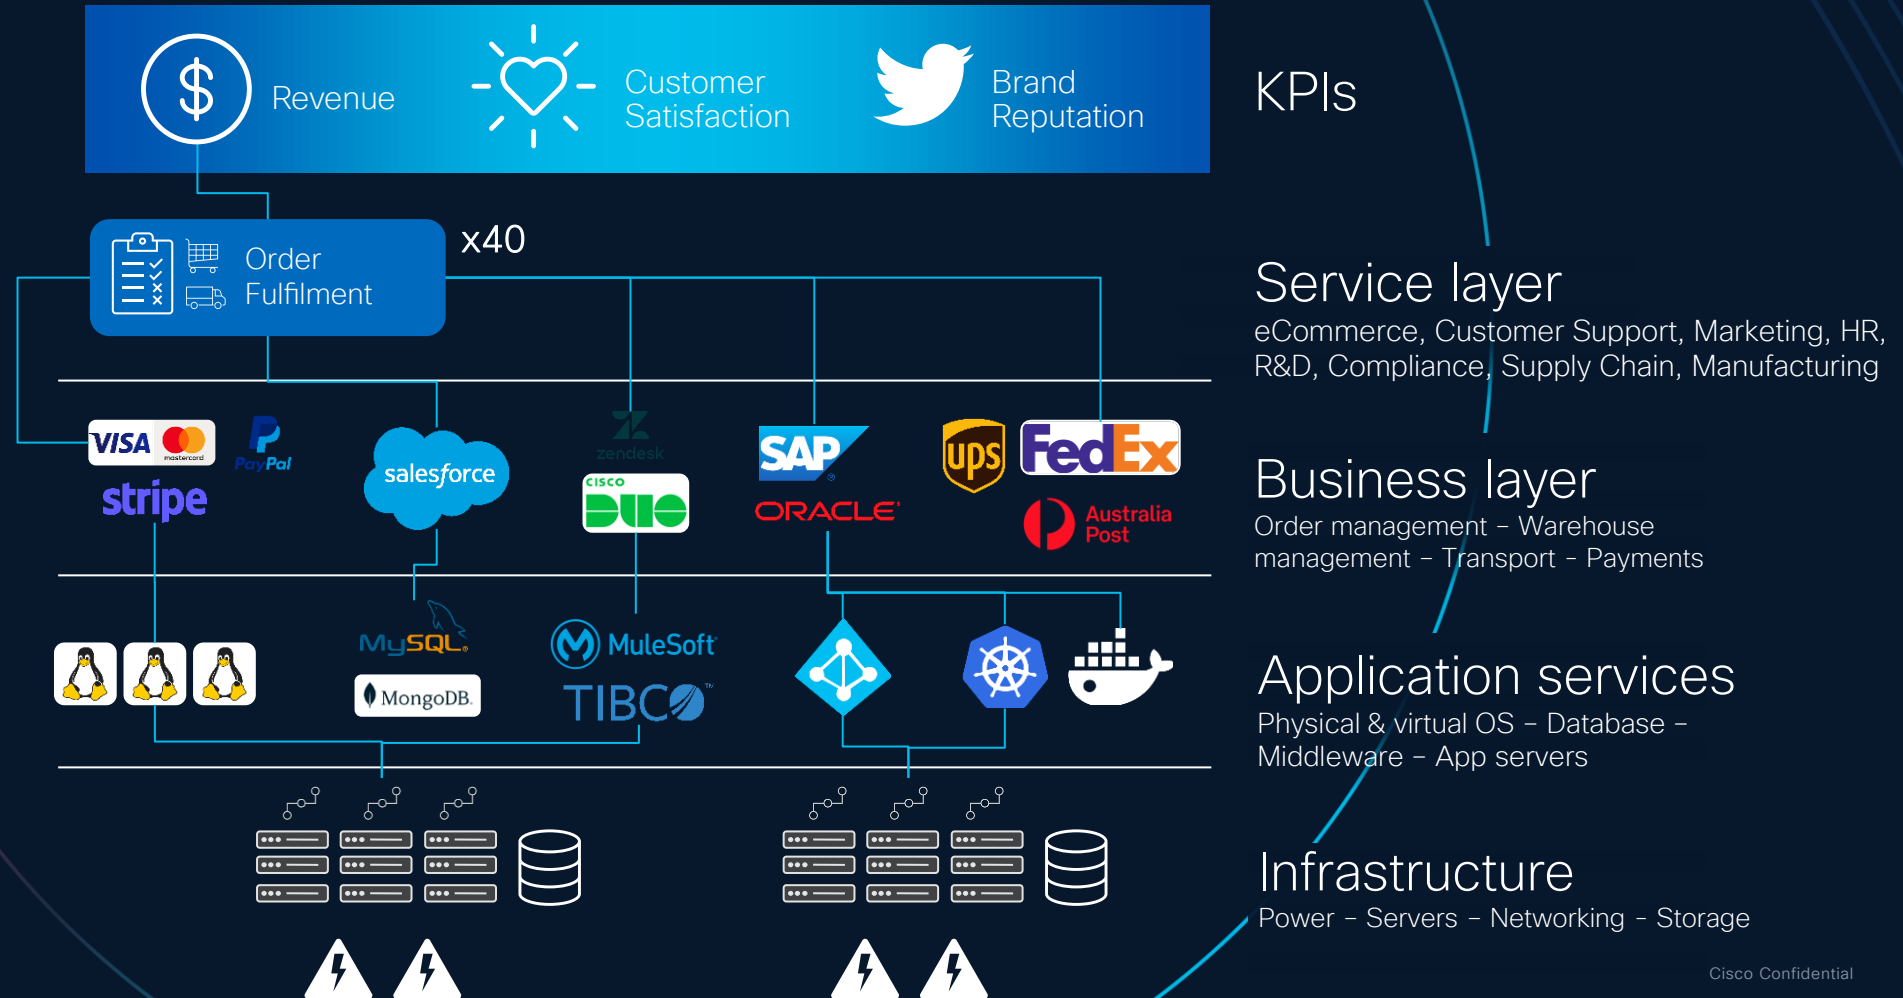 Revenue
Customer
Satisfaction
Brand
Reputation
KPIs
Order
Fulfilment
x40
Service layer
eCommerce, Customer Support, Marketing, HR,
R&D, Compliance, Supply Chain, Manufacturing
VISA
mastercard
PayPal
stripe
salesforce
zendesk
CISCO
DUO
SAP
ORACLE
ups
FedEx
Australia
Post
Business layer
Order management – Warehouse
management – Transport - Payments
MySQL
MongoDB
MuleSoft
TIBCO™
Application services
Physical & virtual OS – Database –
Middleware – App servers
Infrastructure
Power – Servers – Networking - Storage
Cisco Confidential